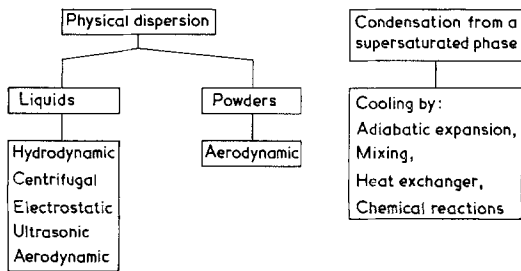 Physical dispersion
Liquids
Powders
Hydrodynamic
Centrifugal
Electrostatic
Ultrasonic
Aerodynamic
Aerodynamic
Condensation from a
supersaturated phase
Cooling by:
Adiabatic expansion,
Mixing,
Heat exchanger,
Chemical reactions